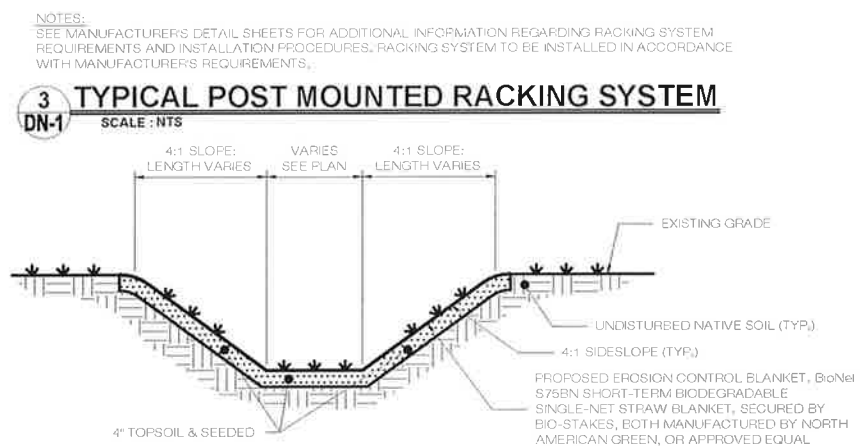 NOTES:
SEE MANUFACTURER'S DETAIL SHEETS FOR ADDITIONAL INFORMATION REGARDING RACKING SYSTEM
REQUIREMENTS AND INSTALLATION PROCEDURES. RACKING SYSTEM TO BE INSTALLED IN ACCORDANCE
WITH MANUFACTURER'S REQUIREMENTS.
3
DN-1
TYPICAL POST MOUNTED RACKING SYSTEM
SCALE : NTS
4:1 SLOPE:
LENGTH VARIES
VARIES
SEE PLAN
4:1 SLOPE:
LENGTH VARIES
EXISTING GRADE
UNDISTURBED NATIVE SOIL (TYP.)
4:1 SIDESLOPE (TYP.)
PROPOSED EROSION CONTROL BLANKET, BioNet
S75BN SHORT-TERM BIODEGRADABLE
SINGLE-NET STRAW BLANKET, SECURED BY
BIO-STAKES, BOTH MANUFACTURED BY NORTH
AMERICAN GREEN, OR APPROVED EQUAL
4" TOPSOIL & SEEDED